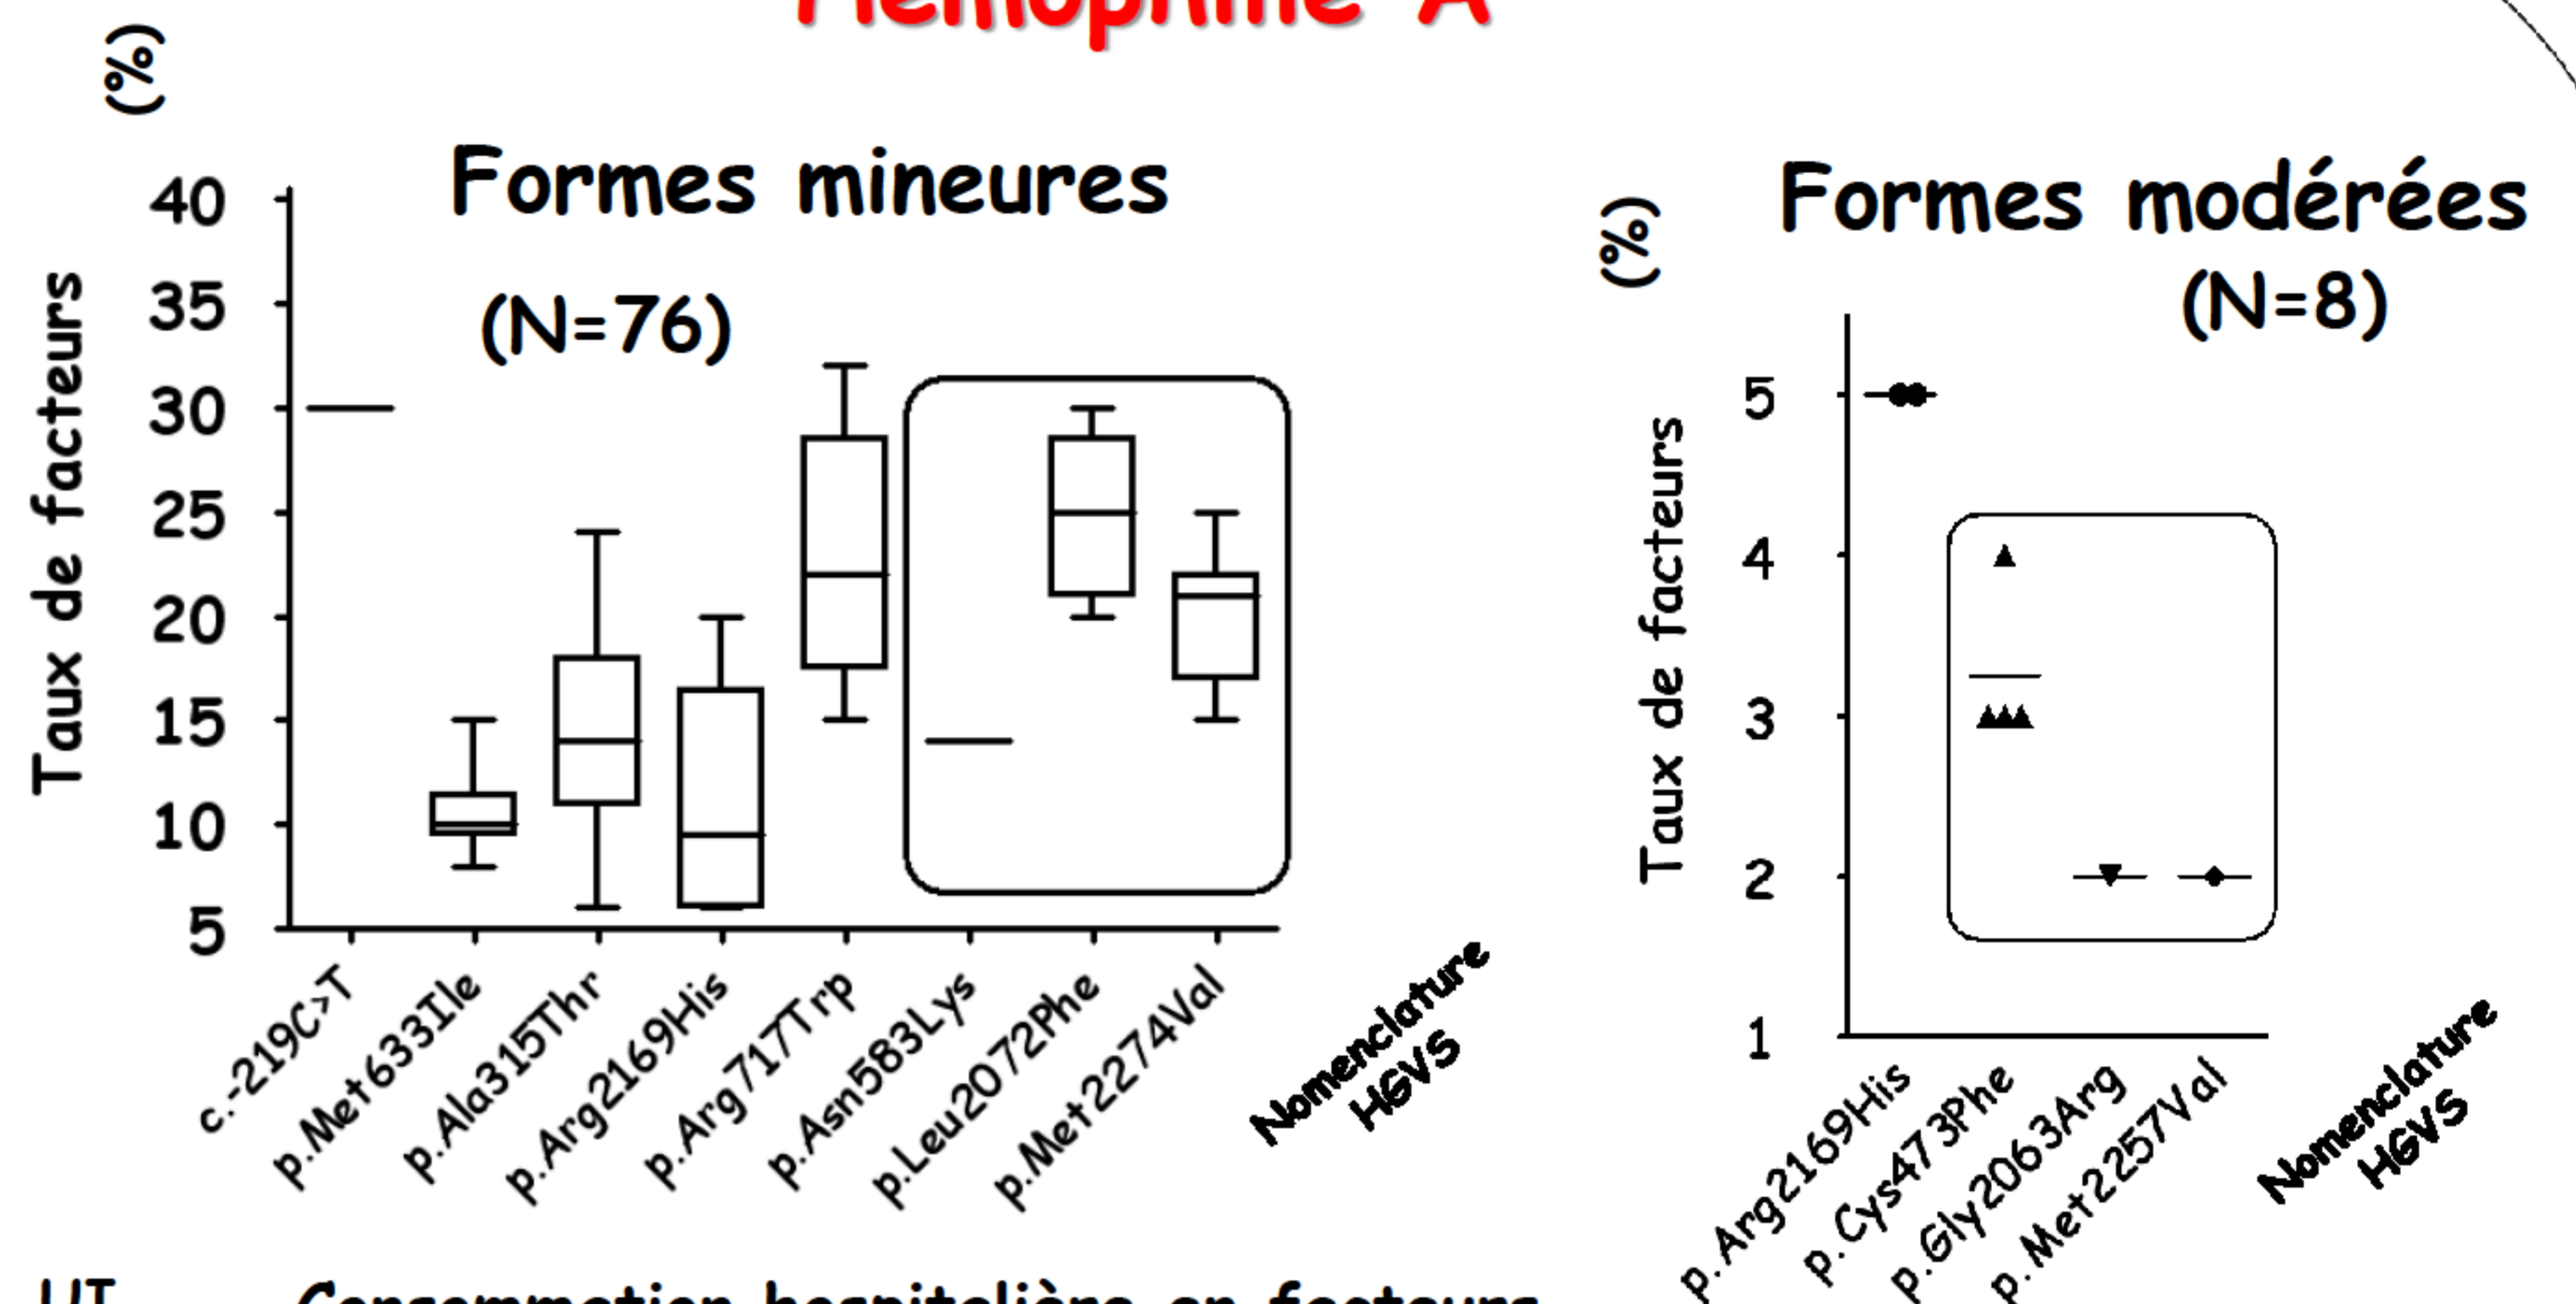 Hémophilie A
(%)
Formes mineures
(N=76)
Taux de facteurs
40
35
30
25
20
15
10
5
c.-219C>T
p.Met633Ile
p.Ala315Thr
p.Arg2169His
p.Arg717Trp
p.Asn583Lys
p.Leu2072Phe
p.Met2274Val
Nomenclature
HGVS
(%)
Formes modérées
(N=8)
Taux de facteurs
5
4
3
2
1
p.Arg2169His
p.Cys473Phe
p.Gly2063Arg
p.Met2257Val
Nomenclature
HGVS
UI
Consommation hospitalière en facteurs